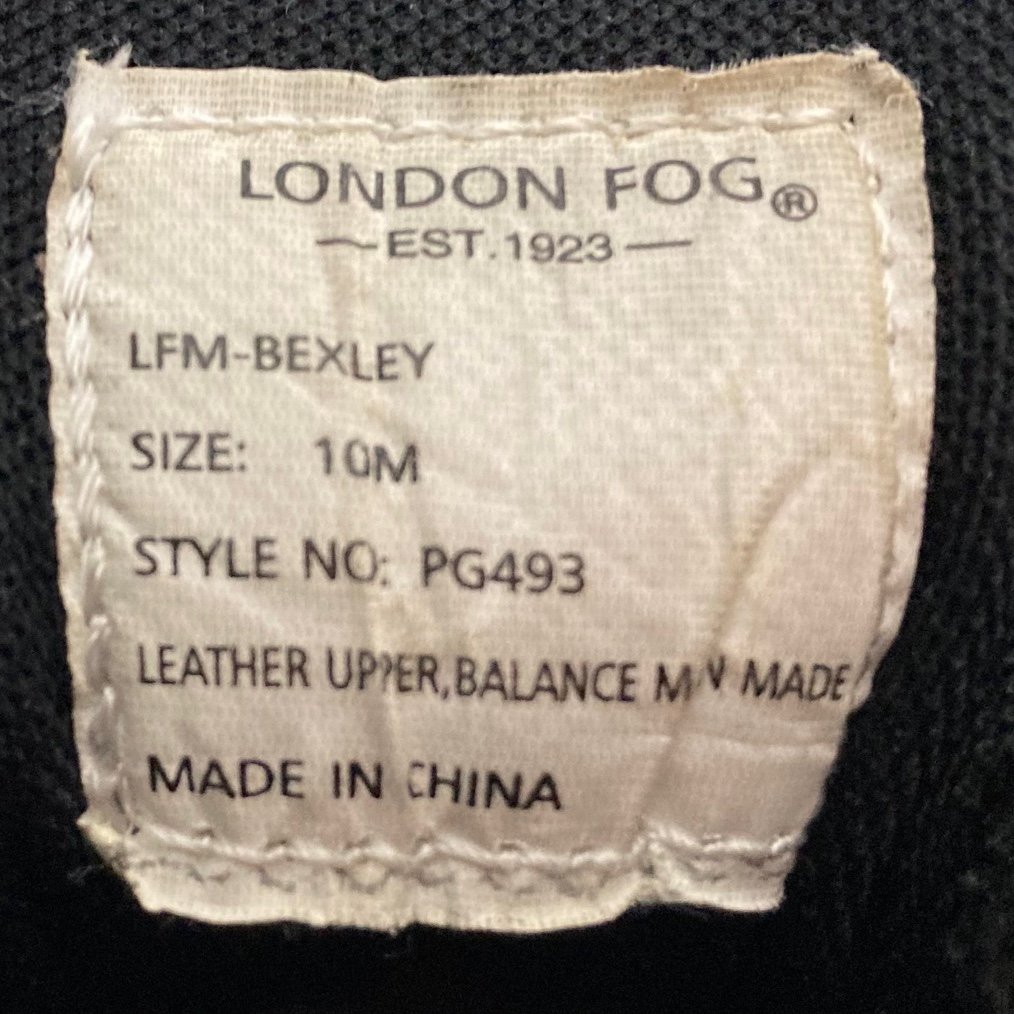 LONDON FOG®
EST. 1923
LFM-BEXLEY
SIZE: 10M
STYLE NO: PG493
LEATHER UPPER, BALANCE MAN MADE
MADE IN CHINA